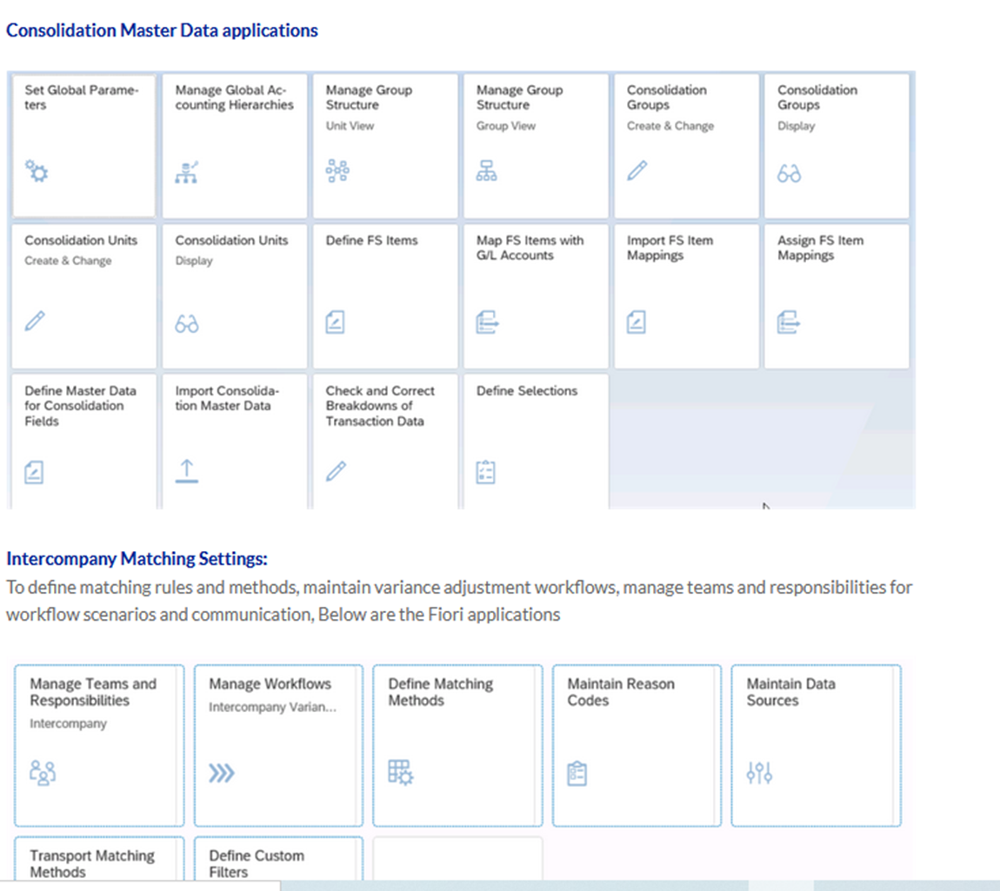 Consolidation Master Data applications
Set Global Parame-
ters
Manage Global Ac-
counting Hierarchies
Manage Group
Structure
Unit View
Manage Group
Structure
Group View
Consolidation
Groups
Create & Change
Consolidation
Groups
Display
Consolidation Units
Create & Change
Consolidation Units
Display
Define FS Items
Map FS Items with
G/L Accounts
Import FS Item
Mappings
Assign FS Item
Mappings
Define Master Data
for Consolidation
Fields
Import Consolida-
tion Master Data
Check and Correct
Breakdowns of
Transaction Data
Define Selections
Intercompany Matching Settings:
To define matching rules and methods, maintain variance adjustment workflows, manage teams and responsibilities for
workflow scenarios and communication, Below are the Fiori applications
Manage Teams and
Responsibilities
Intercompany
Manage Workflows
Intercompany Varian...
Define Matching
Methods
Maintain Reason
Codes
Maintain Data
Sources
Transport Matching
Methods
Define Custom
Filters